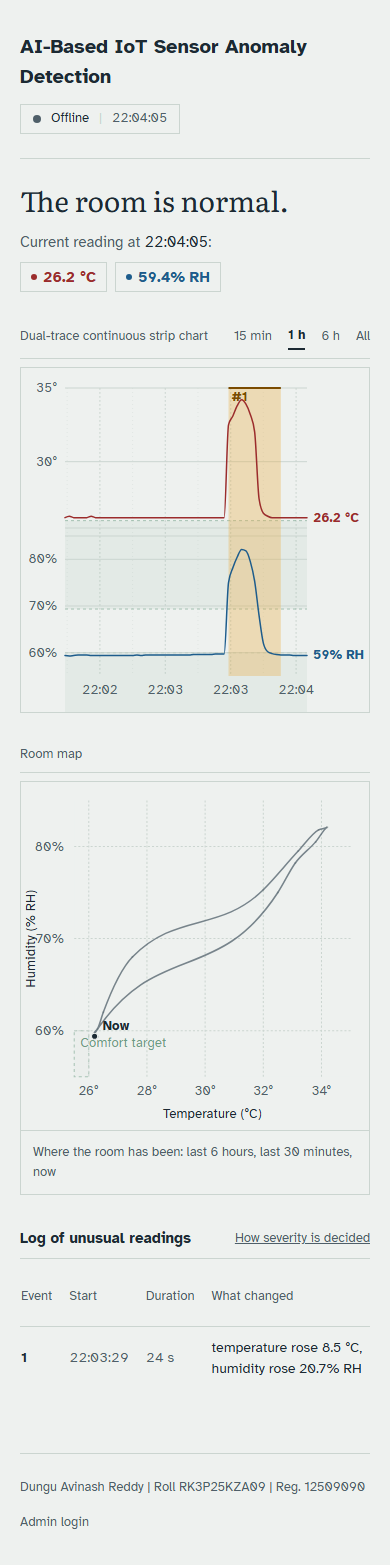 AI-Based IoT Sensor Anomaly
Detection
Offline | 22:04:05
The room is normal.
Current reading at 22:04:05:
26.2 °C 59.4% RH
Dual-trace continuous strip chart 15 min 1 h 6 h All
35°
#1
30°
26.2 °C
80%
70%
60%
59% RH
22:02 22:03 22:03 22:04
Room map
80%
70%
60%
Humidity (% RH)
Now
Comfort target
26° 28° 30° 32° 34°
Temperature (°C)
Where the room has been: last 6 hours, last 30 minutes,
now
Log of unusual readings How severity is decided
Event Start Duration What changed
1 22:03:29 24 s temperature rose 8.5 °C,
humidity rose 20.7% RH
Dungu Avinash Reddy | Roll RK3P25KZA09 | Reg. 12509090
Admin login